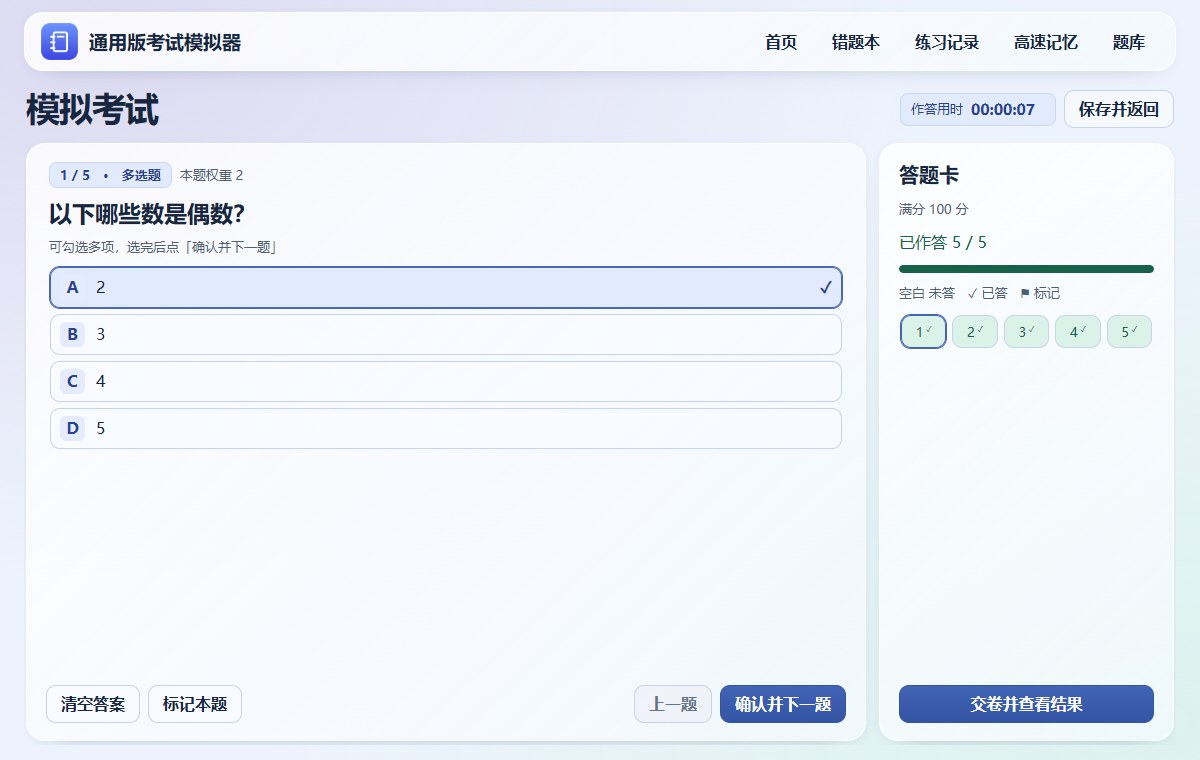 通用版考试模拟器
首页 错题本 练习记录 高速记忆 题库
模拟考试
作答用时 00:00:07 保存并返回
1 / 5 • 多选题 本题权重 2
以下哪些数是偶数？
可勾选多项，选完后点「确认并下一题」
A 2 ✓
B 3
C 4
D 5
清空答案 标记本题 上一题 确认并下一题
答题卡
满分 100 分
已作答 5 / 5
空白 未答 ✓ 已答 ⚑ 标记
1 ✓ 2 ✓ 3 ✓ 4 ✓ 5 ✓
交卷并查看结果